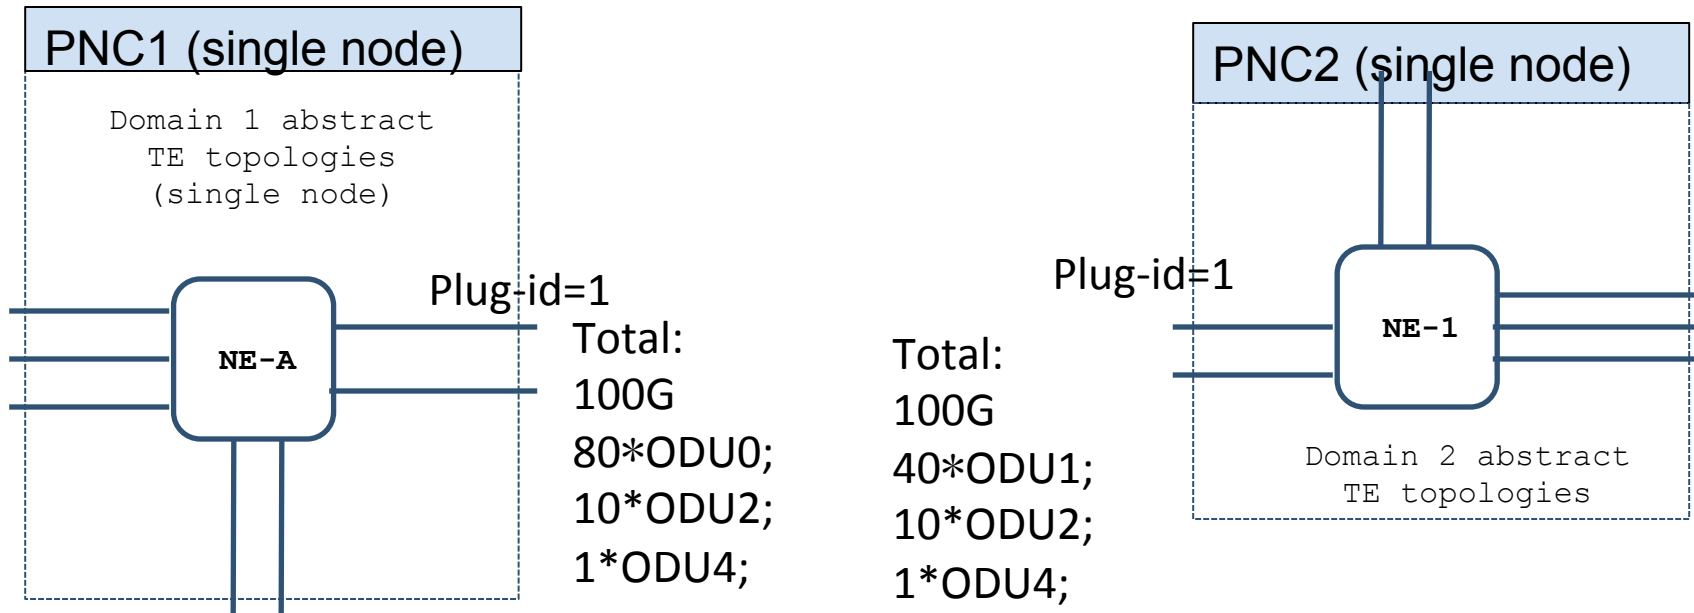 PNC1 (single node)
Domain 1 abstract
TE topologies
(single node)
NE-A
Plug-id=1
Total:
100G
80*ODU0;
10*ODU2;
1*ODU4;
PNC2 (single node)
Plug-id=1
Total:
100G
40*ODU1;
10*ODU2;
1*ODU4;
NE-1
Domain 2 abstract
TE topologies